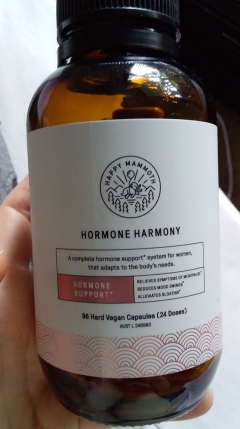 HAPPY MAMMOTH
HORMONE HARMONY
A complete hormone support* system for women,
that adapts to the body's needs.
HORMONE
SUPPORT*
RELIEVES SYMPTOMS OF MENOPAUSE*
REDUCES MOOD SWINGS*
ALLEVIATES BLOATING*
96 Hard Vegan Capsules (24 Doses)
AUST L